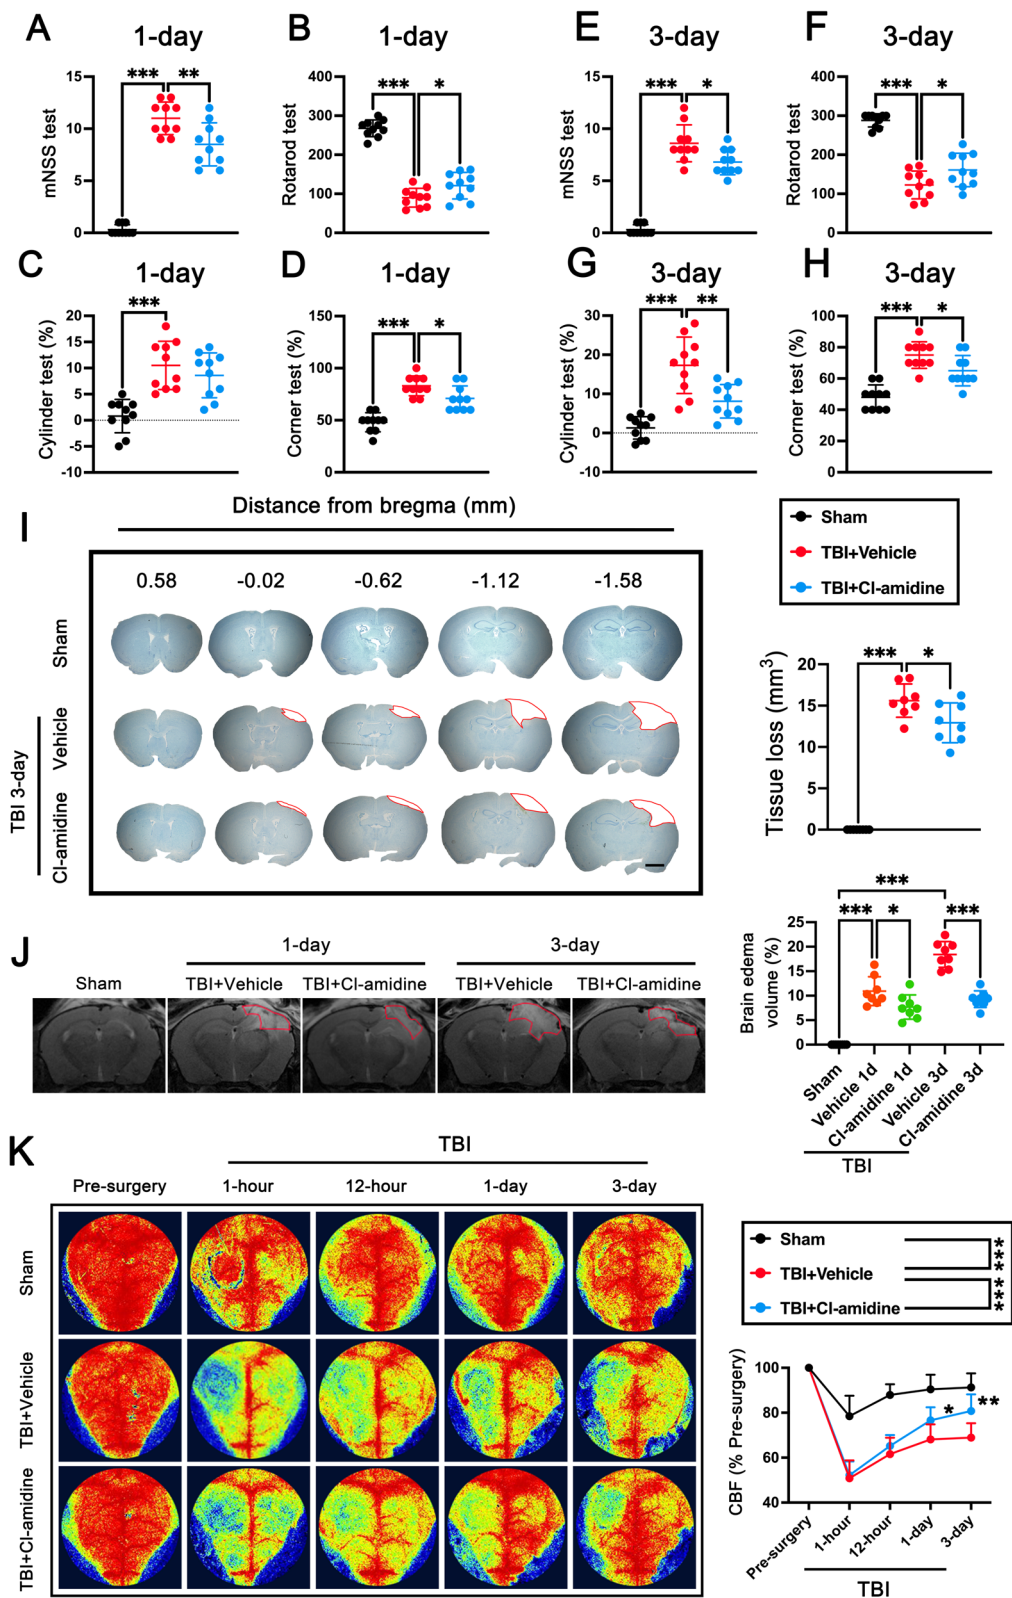 A
1-day
mNSS test
15
10
5
0
***
**
B
1-day
Rotarod test
400
300
200
100
0
***
*
E
3-day
mNSS test
15
10
5
0
***
*
F
3-day
Rotarod test
400
300
200
100
0
***
*
C
1-day
Cylinder test (%)
20
15
10
5
0
-5
-10
***
D
1-day
Corner test (%)
150
100
50
0
***
*
G
3-day
Cylinder test (%)
30
20
10
0
-10
***
**
H
3-day
Corner test (%)
100
80
60
40
20
0
***
*
I
Distance from bregma (mm)
0.58
-0.02
-0.62
-1.12
-1.58
Sham
Vehicle
Cl-amidine
TBI 3-day
Sham
TBI+Vehicle
TBI+Cl-amidine
Tissue loss (mm³)
20
15
10
5
0
***
*
J
1-day
3-day
Sham
TBI+Vehicle
TBI+Cl-amidine
TBI+Vehicle
TBI+Cl-amidine
Brain edema
volume (%)
25
20
15
10
5
0
***
***
*
***
Sham
Vehicle 1d
Cl-amidine 1d
Vehicle 3d
Cl-amidine 3d
TBI
K
TBI
Pre-surgery
1-hour
12-hour
1-day
3-day
Sham
TBI+Vehicle
TBI+Cl-amidine
Sham
TBI+Vehicle
TBI+Cl-amidine
***
***
CBF (% Pre-surgery)
100
80
60
40
*
**
Pre-surgery
1-hour
12-hour
1-day
3-day
TBI